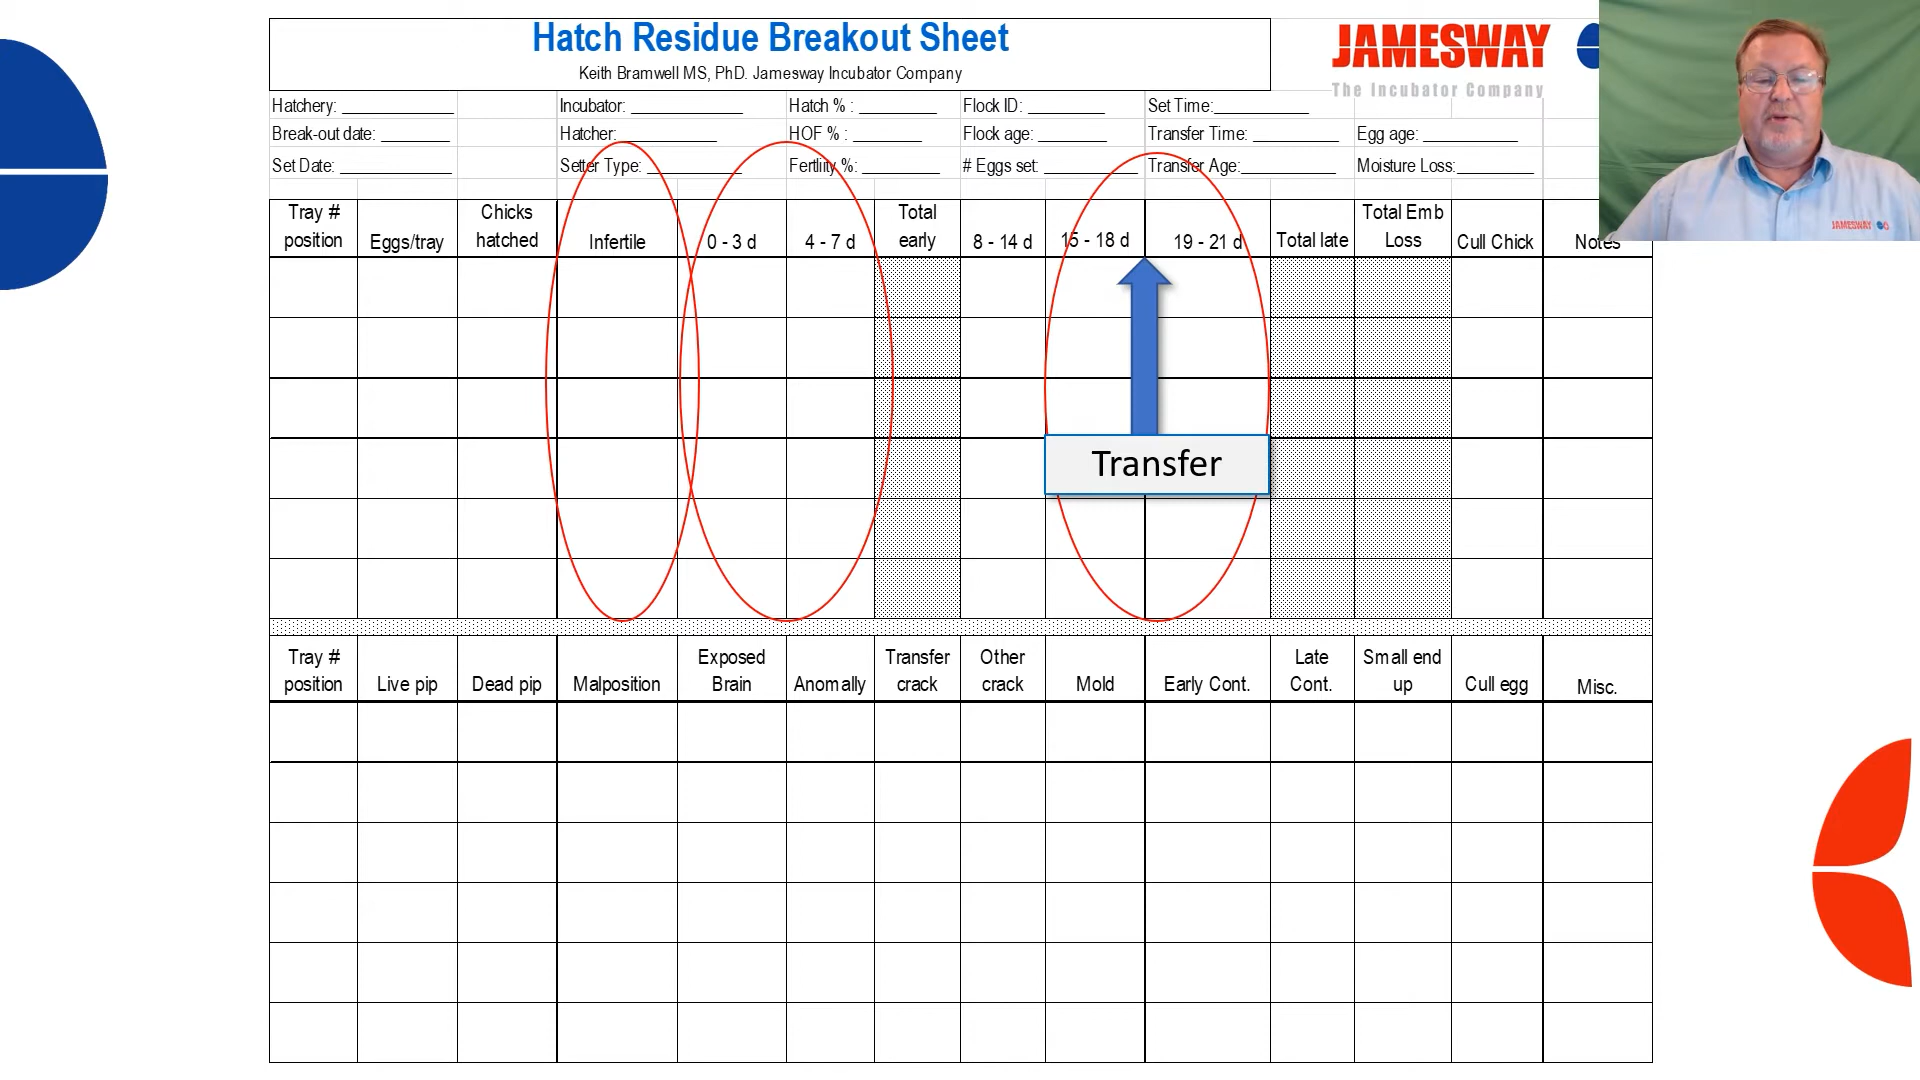 Hatch Residue Breakout Sheet
Keith Bramwell MS, PhD. Jamesway Incubator Company
JAMESWAY
The Incubator Company
Hatchery: Incubator: Hatch % : Flock ID: Set Time:
Break-out date: Hatcher: HOF % : Flock age: Transfer Time: Egg age:
Set Date: Setter Type: Fertility %: # Eggs set: Transfer Age: Moisture Loss:
Tray # position Eggs/tray Chicks hatched Infertile 0 - 3 d 4 - 7 d Total early 8 - 14 d 15 - 18 d 19 - 21 d Total late Total Emb Loss Cull Chick Notes
Transfer
Tray # position Live pip Dead pip Malposition Exposed Brain Anomally Transfer crack Other crack Mold Early Cont. Late Cont. Small end up Cull egg Misc.
JAMESWAY